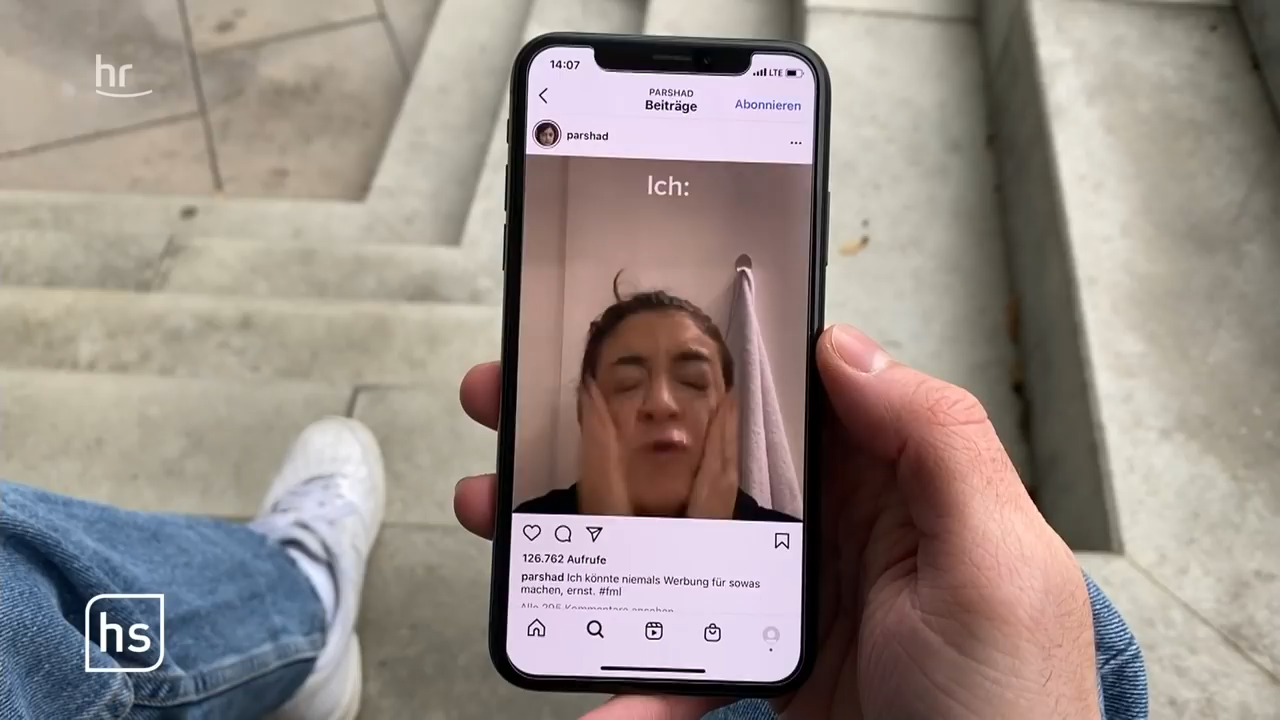 hr
14:07
LTE
PARSHAD
Beiträge
Abonnieren
parshad
Ich:
126.762 Aufrufe
parshad Ich könnte niemals Werbung für sowas
machen, ernst. #fml
hs